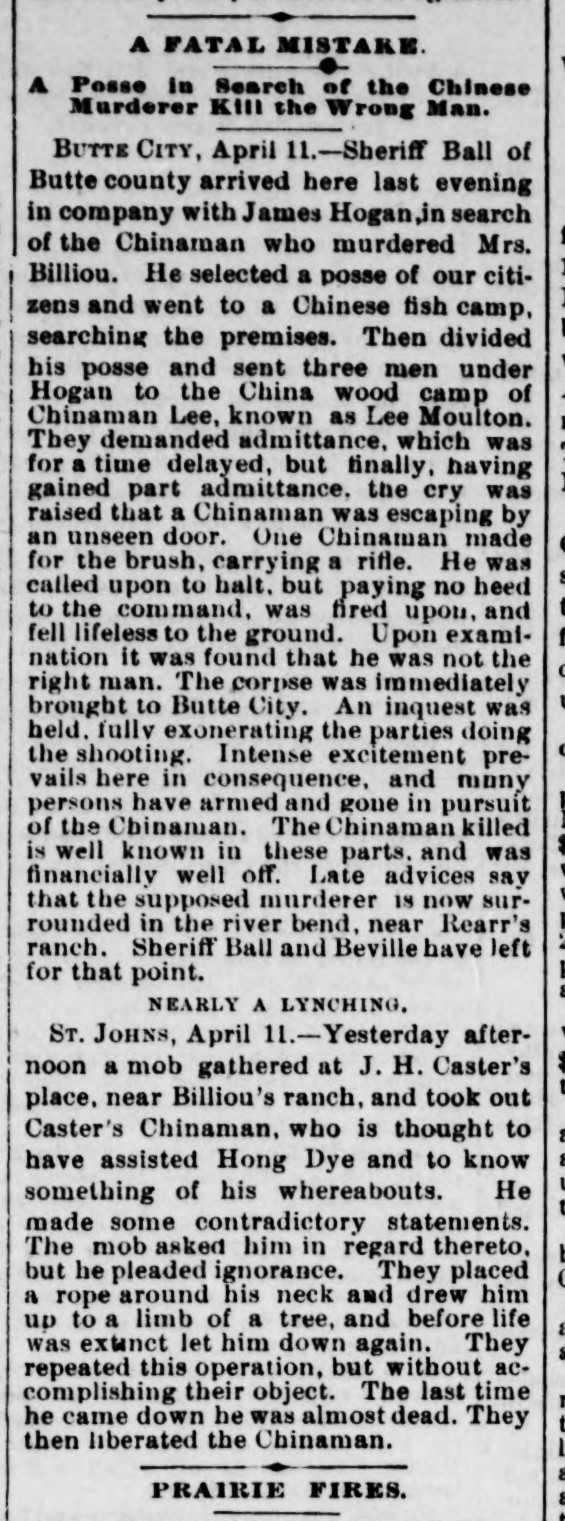 A FATAL MISTAKE.
A Posse in Search of the Chinese
Murderer Kill the Wrong Man.
BUTTE CITY, April 11.—Sheriff Ball of
Butte county arrived here last evening
in company with James Hogan,in search
of the Chinaman who murdered Mrs.
Billiou. He selected a posse of our citi-
zens and went to a Chinese fish camp,
searching the premises. Then divided
his posse and sent three men under
Hogan to the China wood camp of
Chinaman Lee, known as Lee Moulton.
They demanded admittance, which was
for a time delayed, but finally, having
gained part admittance, the cry was
raised that a Chinaman was escaping by
an unseen door. One Chinaman made
for the brush, carrying a rifle. He was
called upon to halt, but paying no heed
to the command, was fired upon, and
fell lifeless to the ground. Upon exami-
nation it was found that he was not the
right man. The corpse was immediately
brought to Butte City. An inquest was
held, fully exonerating the parties doing
the shooting. Intense excitement pre-
vails here in consequence, and many
persons have armed and gone in pursuit
of the Chinaman. The Chinaman killed
is well known in these parts, and was
financially well off. Late advices say
that the supposed murderer is now sur-
rounded in the river bend, near Rearr's
ranch. Sheriff Ball and Beville have left
for that point.
NEARLY A LYNCHING.
ST. JOHNS, April 11.—Yesterday after-
noon a mob gathered at J. H. Caster's
place, near Billiou's ranch, and took out
Caster's Chinaman, who is thought to
have assisted Hong Dye and to know
something of his whereabouts. He
made some contradictory statements.
The mob asked him in regard thereto,
but he pleaded ignorance. They placed
a rope around his neck and drew him
up to a limb of a tree, and before life
was extinct let him down again. They
repeated this operation, but without ac-
complishing their object. The last time
he came down he was almost dead. They
then liberated the Chinaman.
PRAIRIE FIRES.